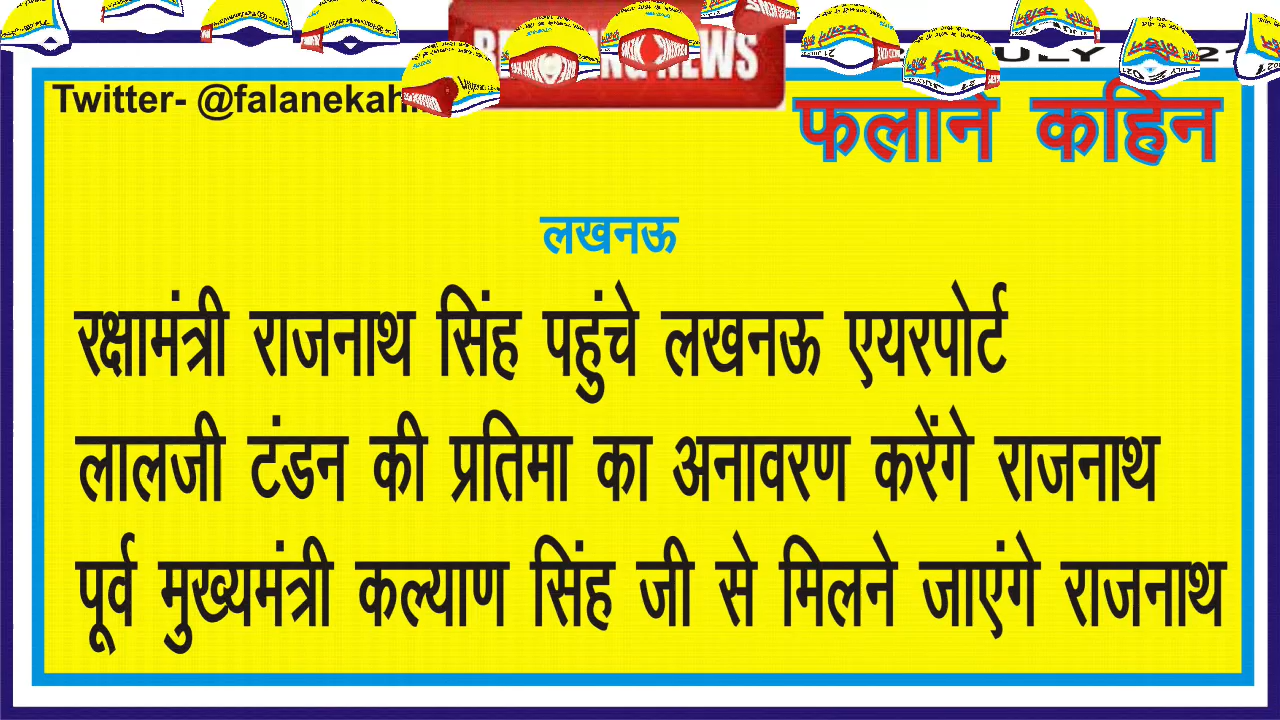 NEWS
Twitter- @falanekah
फलाने कहिन
लखनऊ
रक्षामंत्री राजनाथ सिंह पहुंचे लखनऊ एयरपोर्ट
लालजी टंडन की प्रतिमा का अनावरण करेंगे राजनाथ
पूर्व मुख्यमंत्री कल्याण सिंह जी से मिलने जाएंगे राजनाथ